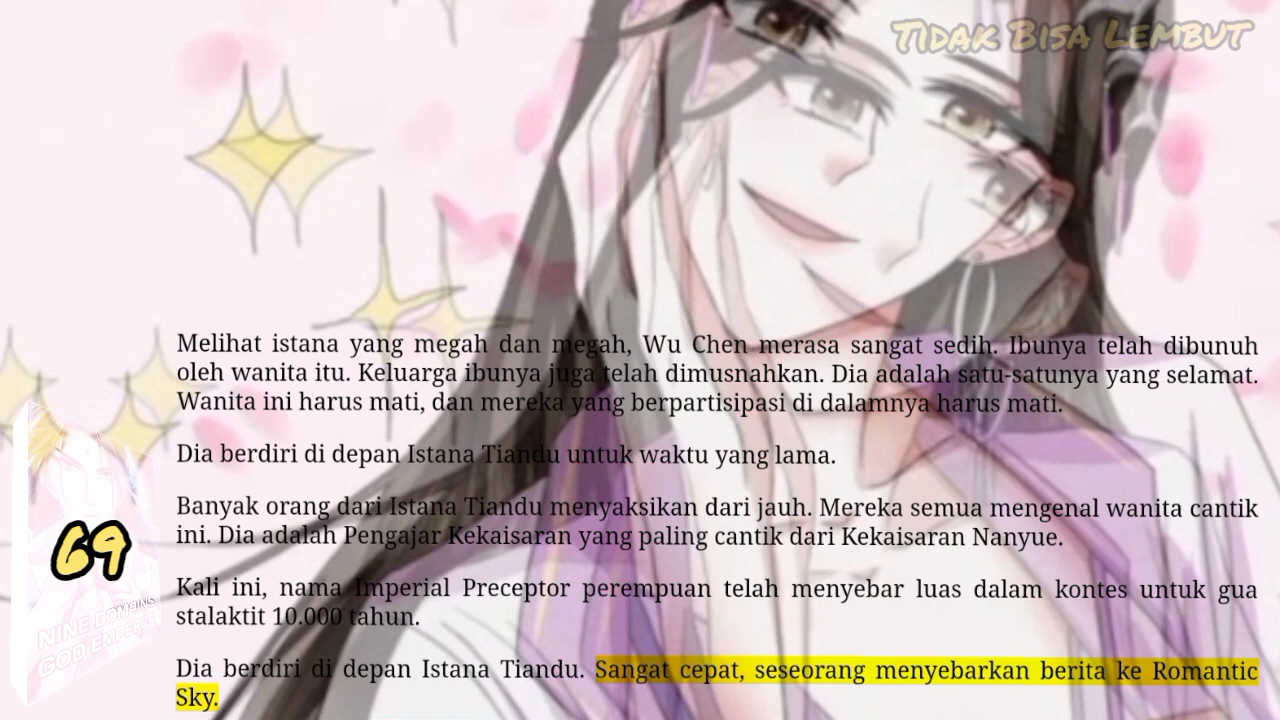 TIDAK BISA LEMBUT
Melihat istana yang megah dan megah, Wu Chen merasa sangat sedih. Ibunya telah dibunuh
oleh wanita itu. Keluarga ibunya juga telah dimusnahkan. Dia adalah satu-satunya yang selamat.
Wanita ini harus mati, dan mereka yang berpartisipasi di dalamnya harus mati.
Dia berdiri di depan Istana Tiandu untuk waktu yang lama.
Banyak orang dari Istana Tiandu menyaksikan dari jauh. Mereka semua mengenal wanita cantik
ini. Dia adalah Pengajar Kekaisaran yang paling cantik dari Kekaisaran Nanyue.
Kali ini, nama Imperial Preceptor perempuan telah menyebar luas dalam kontes untuk gua
stalaktit 10.000 tahun.
Dia berdiri di depan Istana Tiandu. Sangat cepat, seseorang menyebarkan berita ke Romantic
Sky.
69
NINE DOMAINS
GOD EMPEROR